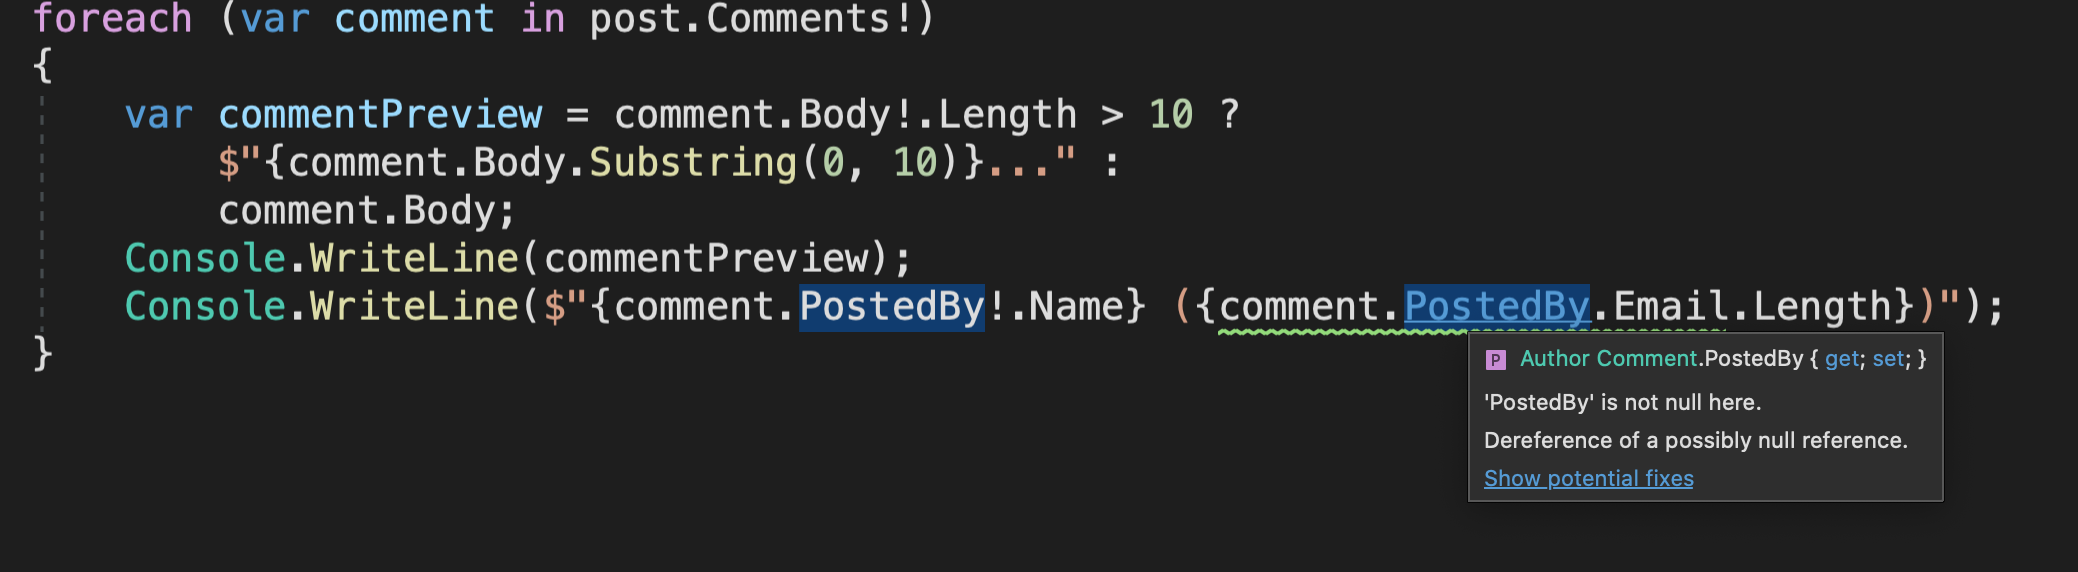 foreach (var comment in post.Comments!)
{
    var commentPreview = comment.Body!.Length > 10 ?
        $"{comment.Body.Substring(0, 10)}..." :
        comment.Body;
    Console.WriteLine(commentPreview);
    Console.WriteLine($"{comment.PostedBy!.Name} ({comment.PostedBy.Email.Length})");
}
P Author Comment.PostedBy { get; set; }
'PostedBy' is not null here.
Dereference of a possibly null reference.
Show potential fixes